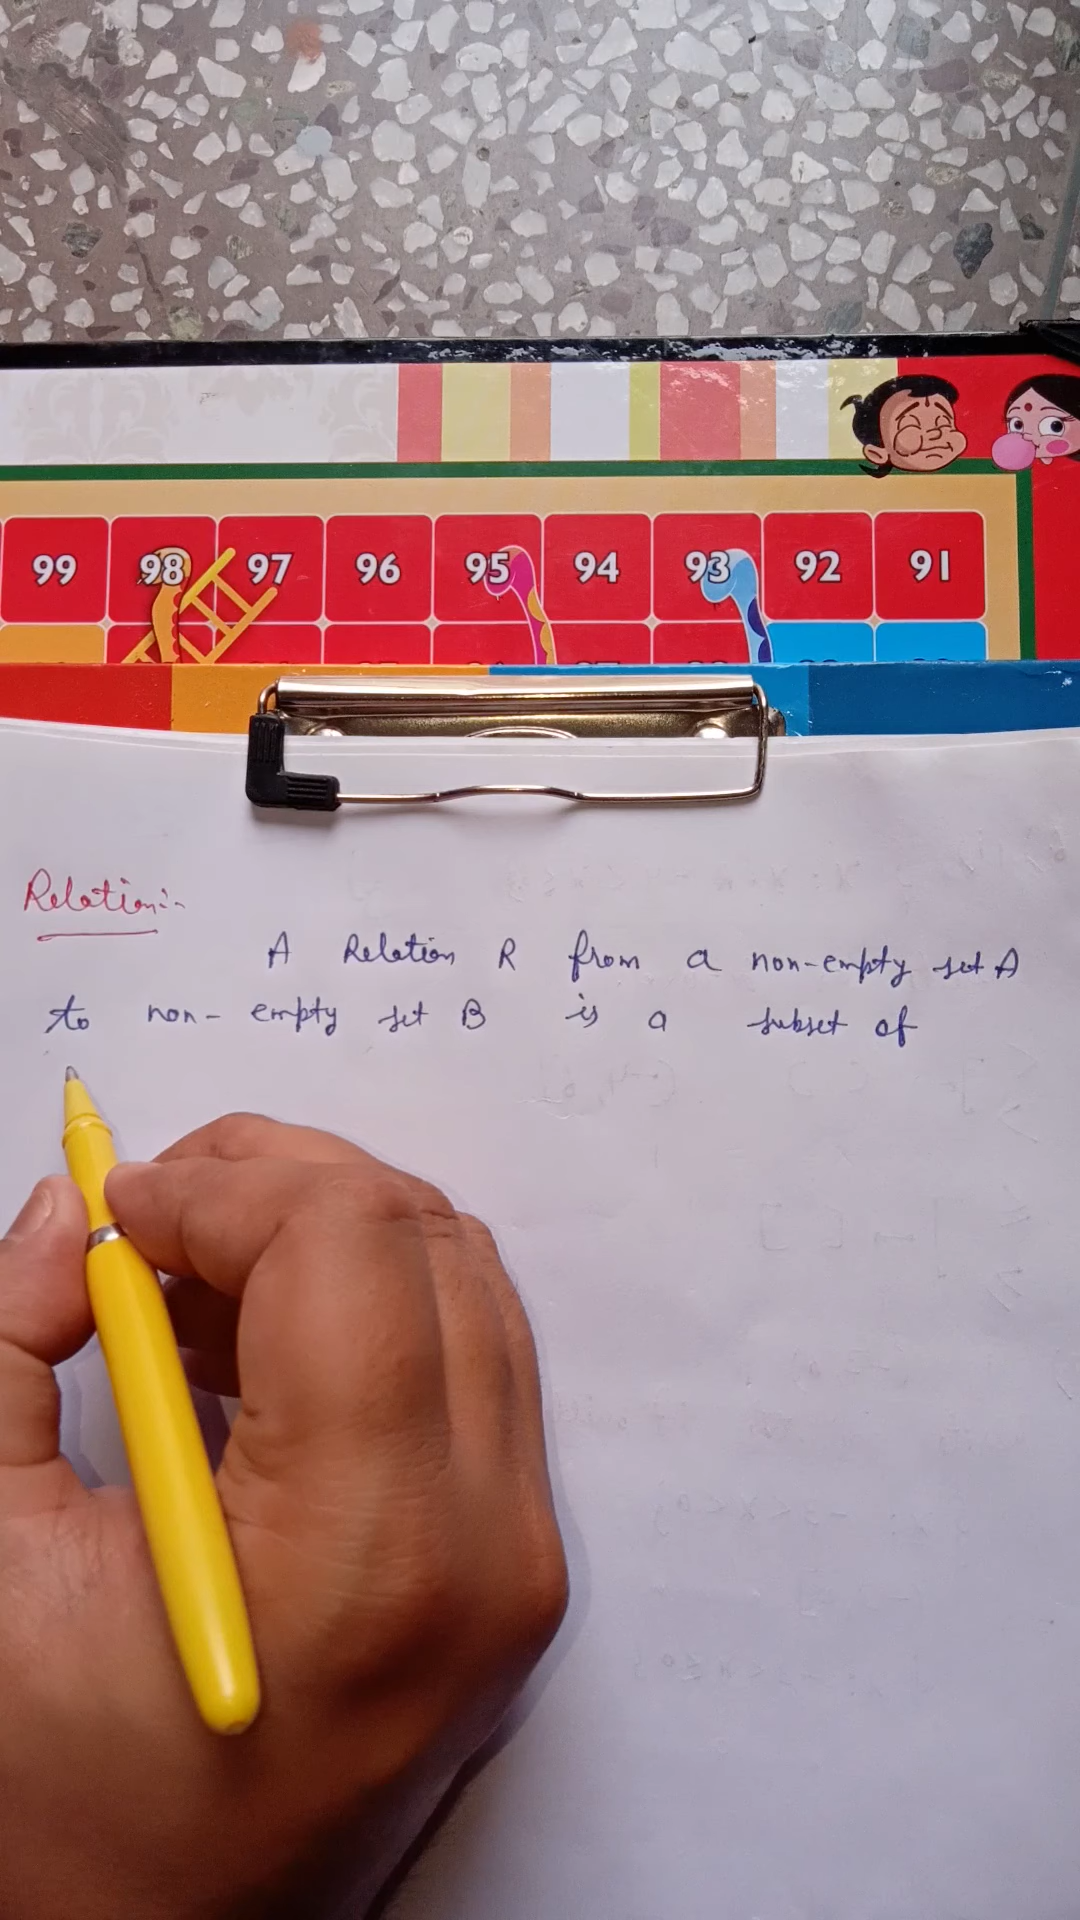 99 98 97 96 95 94 93 92 91
Relation:-
A Relation R from a non-empty set A
to non-empty set B is a subset of